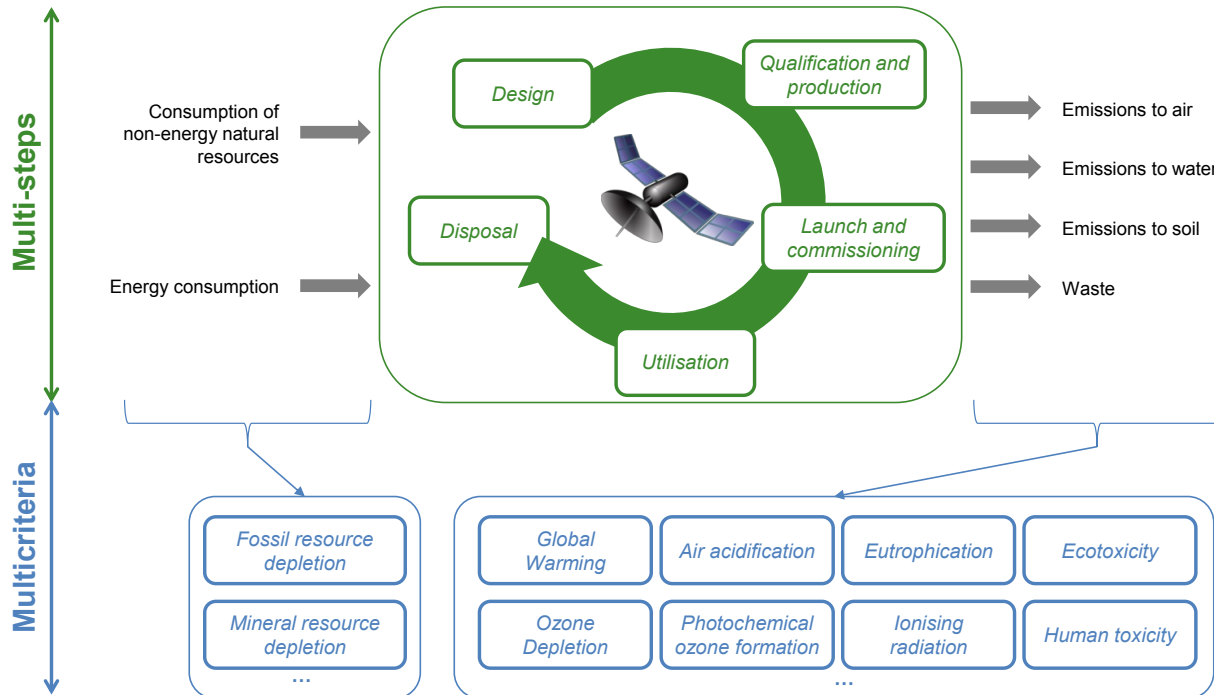 Multi-steps
Consumption of
non-energy natural
resources
Energy consumption
Design
Qualification and
production
Launch and
commissioning
Utilisation
Disposal
Emissions to air
Emissions to water
Emissions to soil
Waste
Multicriteria
Fossil resource
depletion
Mineral resource
depletion
...
Global
Warming
Air acidification
Eutrophication
Ecotoxicity
Ozone
Depletion
Photochemical
ozone formation
Ionising
radiation
Human toxicity
...